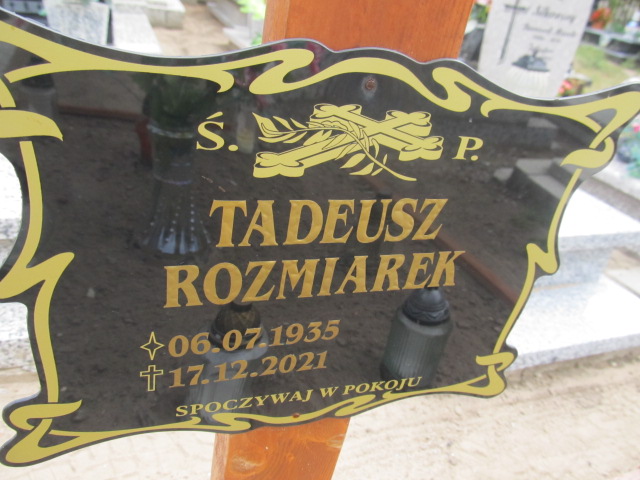 Ś. P.
TADEUSZ
ROZMIAREK
06.07.1935
17.12.2021
SPOCZYWAJ W POKOJU